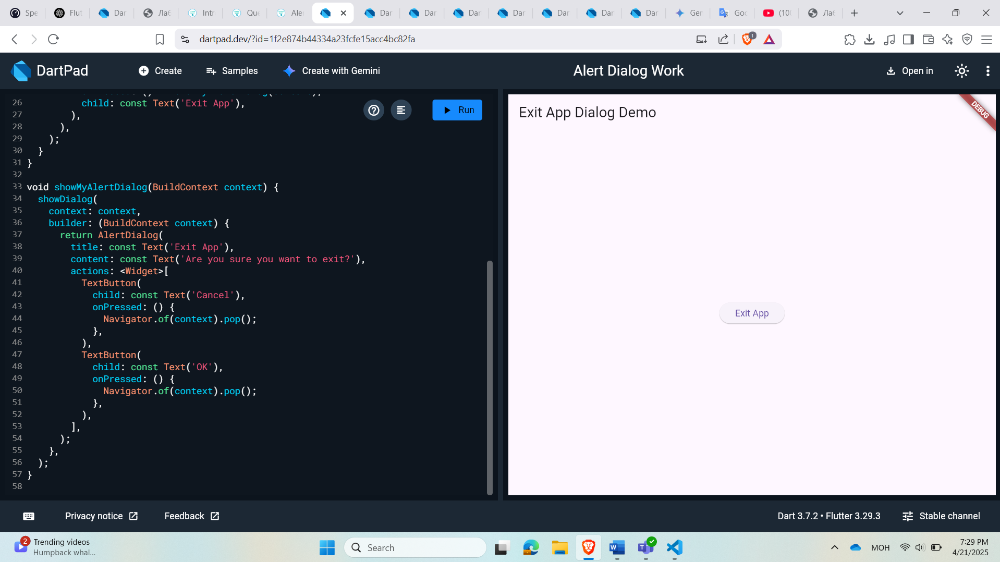 Spe
Flut
Dar
Лаб
Intr
Que
Aler
Dar
Dar
Dar
Dar
Dar
Dar
Dar
Ger
Goo
(10
Лаб
dartpad.dev/?id=1f2e874b44334a23fcfe15acc4bc82fa
1
DartPad
Create
Samples
Create with Gemini
Alert Dialog Work
Open in
26 child: const Text('Exit App'),
27 ),
28 ),
29 );
30 }
31 }
32
33 void showMyAlertDialog(BuildContext context) {
34 showDialog(
35 context: context,
36 builder: (BuildContext context) {
37 return AlertDialog(
38 title: const Text('Exit App'),
39 content: const Text('Are you sure you want to exit?'),
40 actions: <Widget>[
41 TextButton(
42 child: const Text('Cancel'),
43 onPressed: () {
44 Navigator.of(context).pop();
45 },
46 ),
47 TextButton(
48 child: const Text('OK'),
49 onPressed: () {
50 Navigator.of(context).pop();
51 },
52 ),
53 ],
54 );
55 },
56 );
57 }
58
Run
Exit App Dialog Demo
DEBUG
Exit App
Privacy notice
Feedback
Dart 3.7.2 • Flutter 3.29.3
Stable channel
2
Trending videos
Humpback whal...
Search
МОН
7:29 PM
4/21/2025